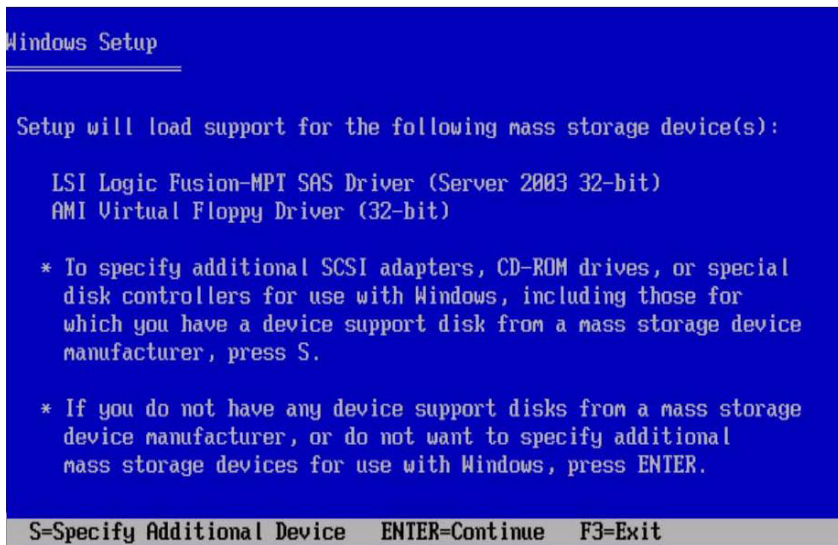 Windows Setup
Setup will load support for the following mass storage device(s):
LSI Logic Fusion-MPT SAS Driver (Server 2003 32-bit)
AMI Virtual Floppy Driver (32-bit)
* To specify additional SCSI adapters, CD-ROM drives, or special
disk controllers for use with Windows, including those for
which you have a device support disk from a mass storage device
manufacturer, press S.
* If you do not have any device support disks from a mass storage
device manufacturer, or do not want to specify additional
mass storage devices for use with Windows, press ENTER.
S=Specify Additional Device ENTER=Continue F3=Exit